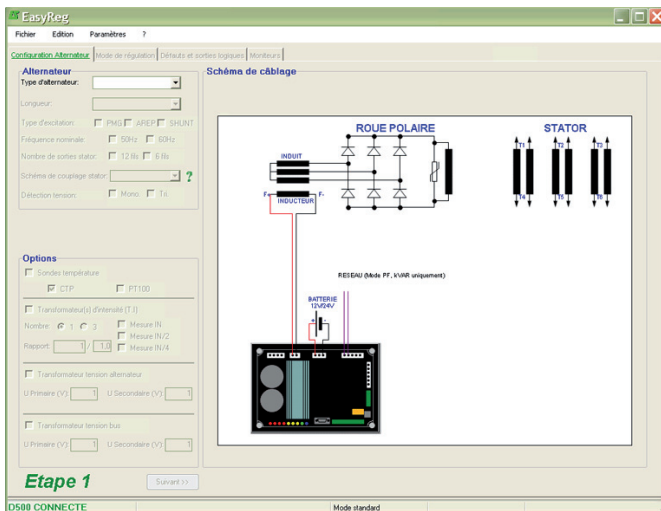 EasyReg
Fichier Edition Paramètres ?
Configuration Alternateur Mode de régulation Défauts et sorties logiques Moniteurs
Alternateur
Type d'alternateur:
Longueur:
Type d'excitation: PMG AREP SHUNT
Fréquence nominale 50Hz 60Hz
Nombre de sorties stator: 12 fils 6 fils
Schéma de couplage stator: ?
Détection tension: Mono. Tri.
Options
Sondes température
CTP PT100
Transformateur(s) d'intensité (T.I)
Nombre 1 3 Mesure IN
Mesure IN/2
Rapport: 1 / 1,0 Mesure IN/4
Transformateur tension alternateur
U Primaire (V): 1 U Secondaire (V): 1
Transformateur tension bus
U Primaire (V): 1 U Secondaire (V): 1
Etape 1 Suivant >>
Schéma de câblage
ROUE POLAIRE STATOR
INDUIT
T1 T2 T3
F+ F-
INDUCTEUR
T4 T5 T6
RESEAU (Mode PF, kVAR uniquement)
BATTERIE
12V/24V
+ -
D500 CONNECTE Mode standard